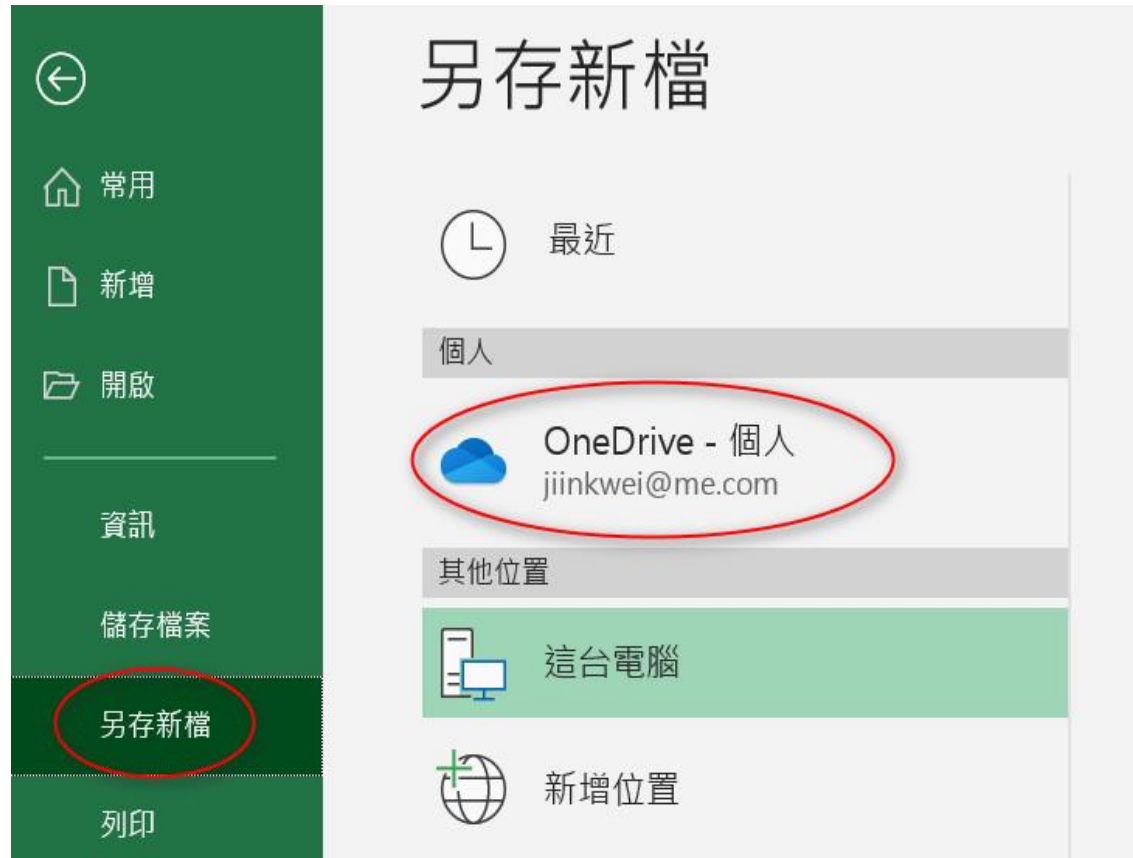 另存新檔
常用
新增
開啟
資訊
儲存檔案
另存新檔
列印
最近
個人
OneDrive - 個人
jiinkwei@me.com
其他位置
這台電腦
新增位置